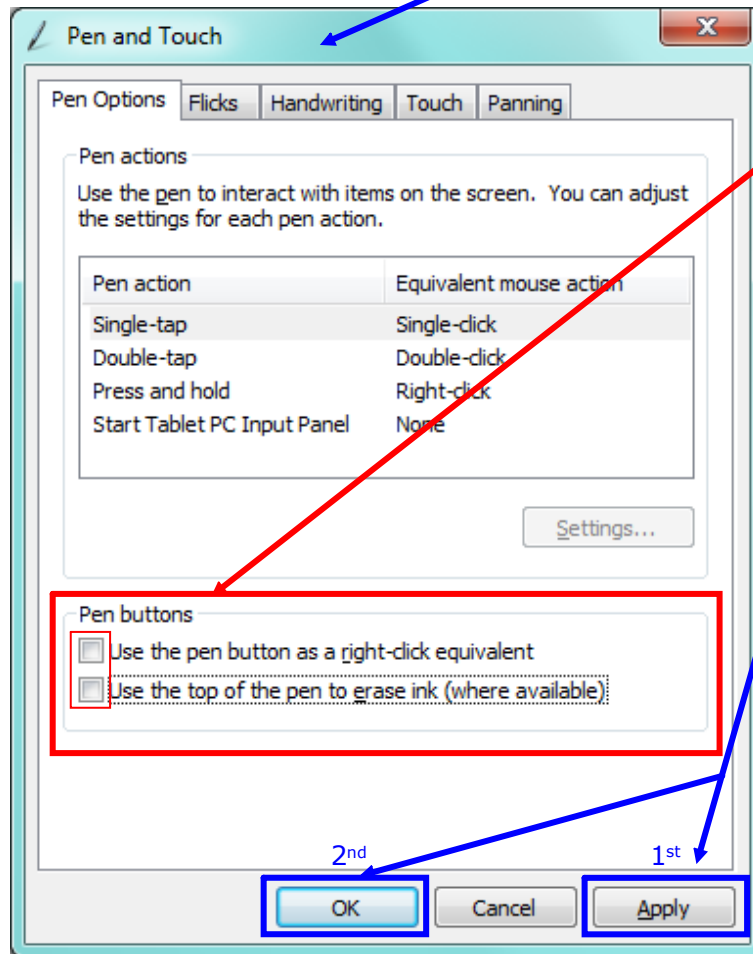 Pen and Touch
Pen Options Flicks Handwriting Touch Panning
Pen actions
Use the pen to interact with items on the screen. You can adjust
the settings for each pen action.
Pen action Equivalent mouse action
Single-tap Single-click
Double-tap Double-click
Press and hold Right-click
Start Tablet PC Input Panel None
Settings...
Pen buttons
Use the pen button as a right-click equivalent
Use the top of the pen to erase ink (where available)
2nd 1st
OK Cancel Apply